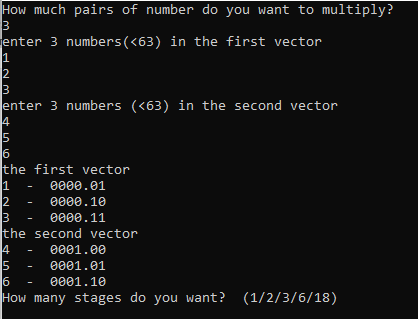 How much pairs of number do you want to multiply?
3
enter 3 numbers(<63) in the first vector
1
2
3
enter 3 numbers (<63) in the second vector
4
5
6
the first vector
1  -  0000.01
2  -  0000.10
3  -  0000.11
the second vector
4  -  0001.00
5  -  0001.01
6  -  0001.10
How many stages do you want?  (1/2/3/6/18)